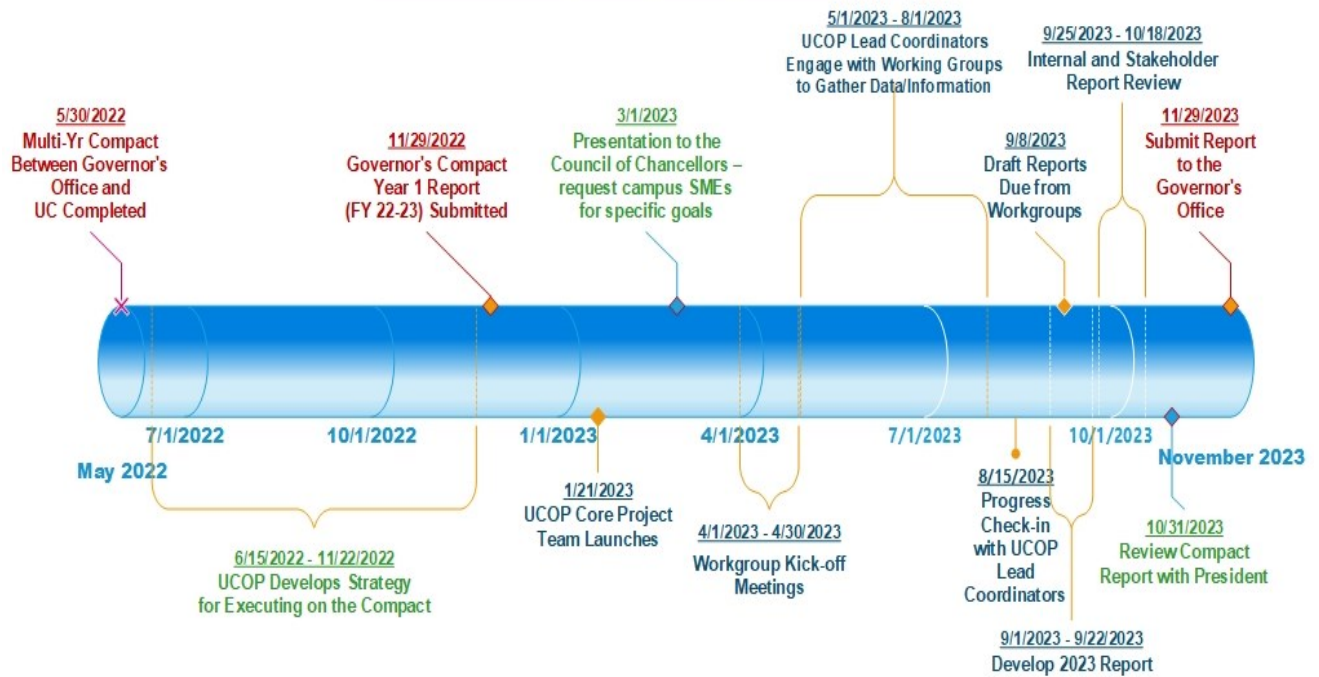 5/30/2022
Multi-Yr Compact
Between Governor's
Office and
UC Completed
11/29/2022
Governor's Compact
Year 1 Report
(FY 22-23) Submitted
3/1/2023
Presentation to the
Council of Chancellors –
request campus SMEs
for specific goals
5/1/2023 - 8/1/2023
UCOP Lead Coordinators
Engage with Working Groups
to Gather Data/Information
9/8/2023
Draft Reports
Due from
Workgroups
9/25/2023 - 10/18/2023
Internal and Stakeholder
Report Review
11/29/2023
Submit Report
to the
Governor's
Office
7/1/2022
10/1/2022
1/1/2023
4/1/2023
7/1/2023
10/1/2023
May 2022
November 2023
6/15/2022 - 11/22/2022
UCOP Develops Strategy
for Executing on the Compact
1/21/2023
UCOP Core Project
Team Launches
4/1/2023 - 4/30/2023
Workgroup Kick-off
Meetings
8/15/2023
Progress
Check-in
with UCOP
Lead
Coordinators
9/1/2023 - 9/22/2023
Develop 2023 Report
10/31/2023
Review Compact
Report with President